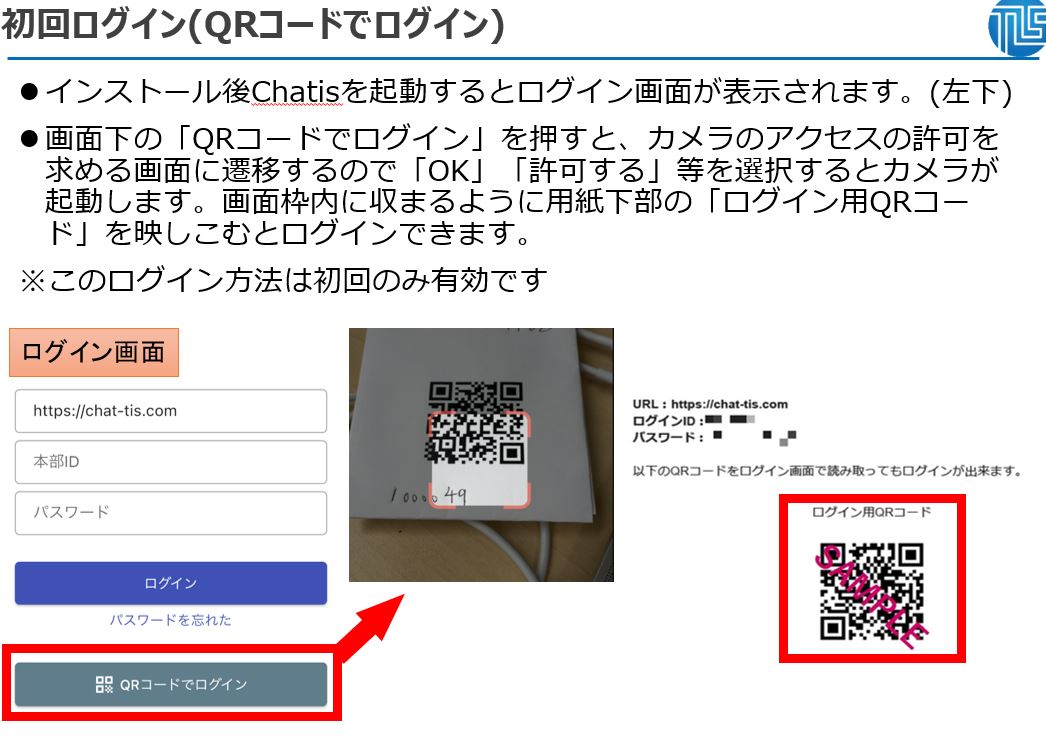 初回ログイン(QRコードでログイン)
TLS
●インストール後Chatisを起動するとログイン画面が表示されます。(左下)
●画面下の「QRコードでログイン」を押すと、カメラのアクセスの許可を
求める画面に遷移するので「OK」「許可する」等を選択するとカメラが
起動します。画面枠内に収まるように用紙下部の「ログイン用QRコー
ド」を映しこむとログインできます。
※このログイン方法は初回のみ有効です
ログイン画面
https://chat-tis.com
本部ID
パスワード
ログイン
パスワードを忘れた
QRコードでログイン
1000049
URL：https://chat-tis.com
ログインID：
パスワード：
以下のQRコードをログイン画面で読み取ってもログインが出来ます。
ログイン用QRコード
SAMPLE